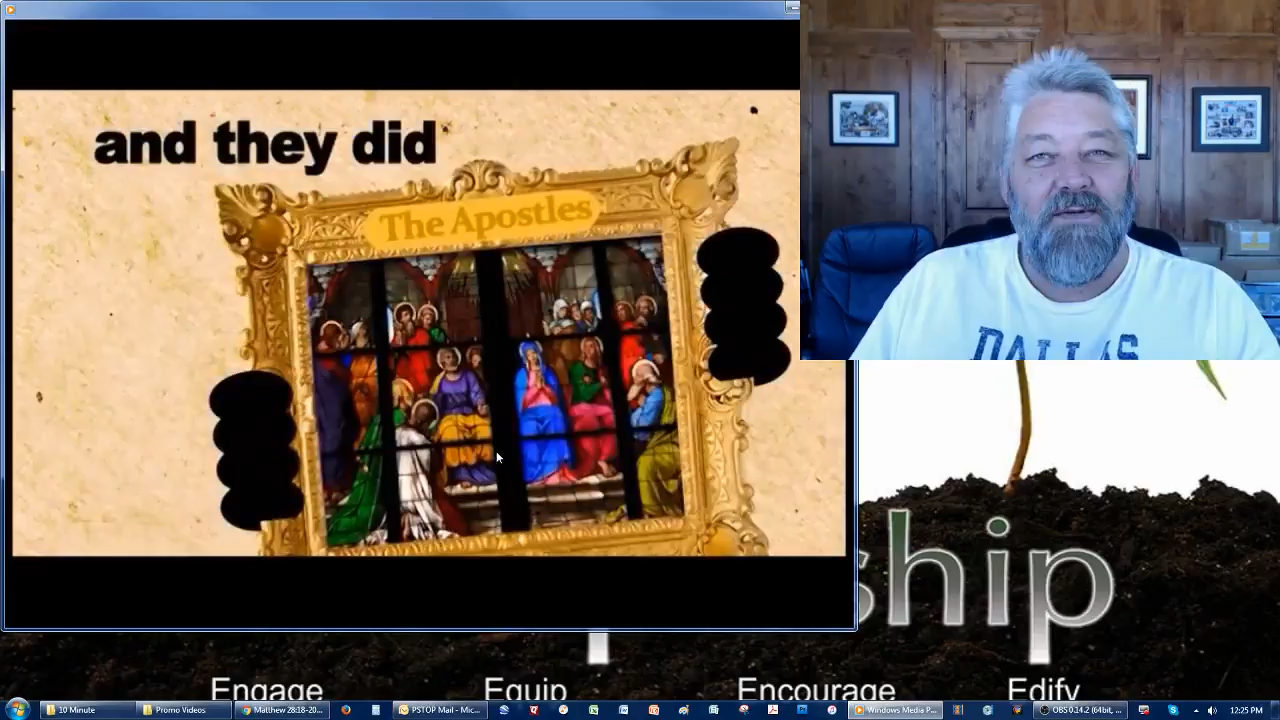 and they did
The Apostles
DALLAS
ship
Engage Equip Encourage Edify
10 Minute Promo Videos Matthew 28:18-20... PSTOP Mail - Mic... Windows Media P... OBS 0.14.2 (64bit, ... 12:25 PM